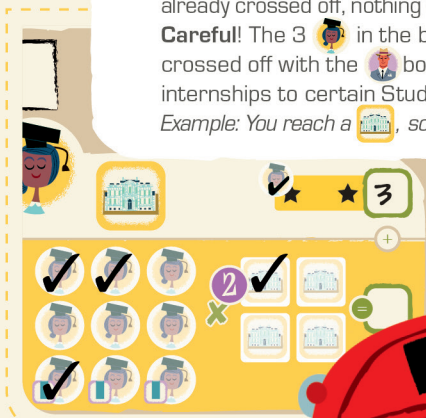 already crossed off, nothing
Careful! The 3 in the b
crossed off with the bo
internships to certain Stud
Example: You reach a , so
3
+
2
x
=